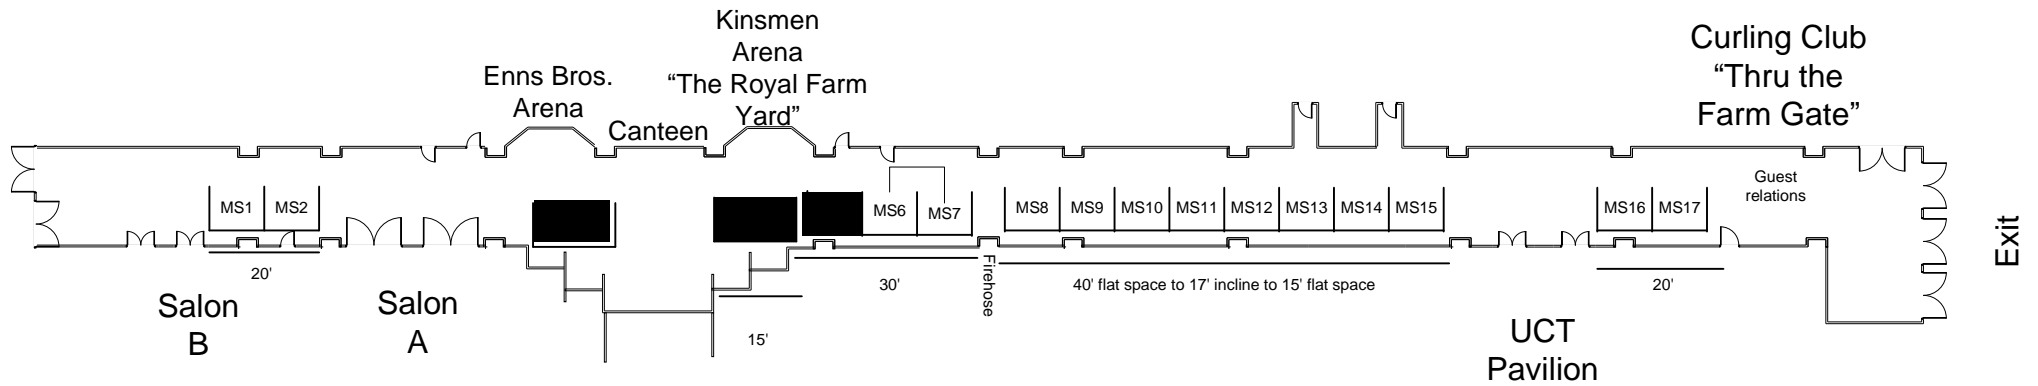 Kinsmen
Arena
“The Royal Farm
Yard”
Enns Bros.
Arena
Canteen
Curling Club
“Thru the
Farm Gate”
Guest
relations
MS1
MS2
MS6
MS7
MS8
MS9
MS10
MS11
MS12
MS13
MS14
MS15
MS16
MS17
Exit
20'
Salon
B
Salon
A
15'
30'
Firehose
40' flat space to 17' incline to 15' flat space
20'
UCT
Pavilion